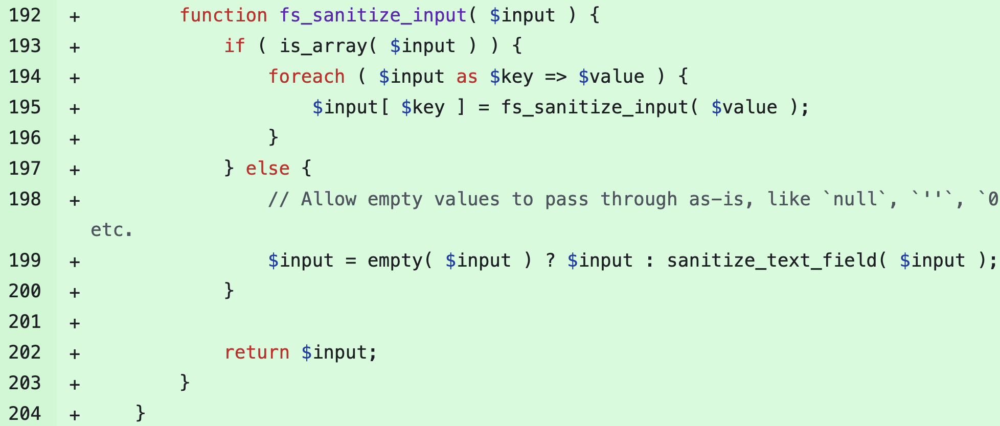 192 + function fs_sanitize_input( $input ) {
193 + if ( is_array( $input ) ) {
194 + foreach ( $input as $key => $value ) {
195 + $input[ $key ] = fs_sanitize_input( $value );
196 + }
197 + } else {
198 + // Allow empty values to pass through as-is, like `null`, `''`, `0
etc.
199 + $input = empty( $input ) ? $input : sanitize_text_field( $input );
200 + }
201 +
202 + return $input;
203 + }
204 + }